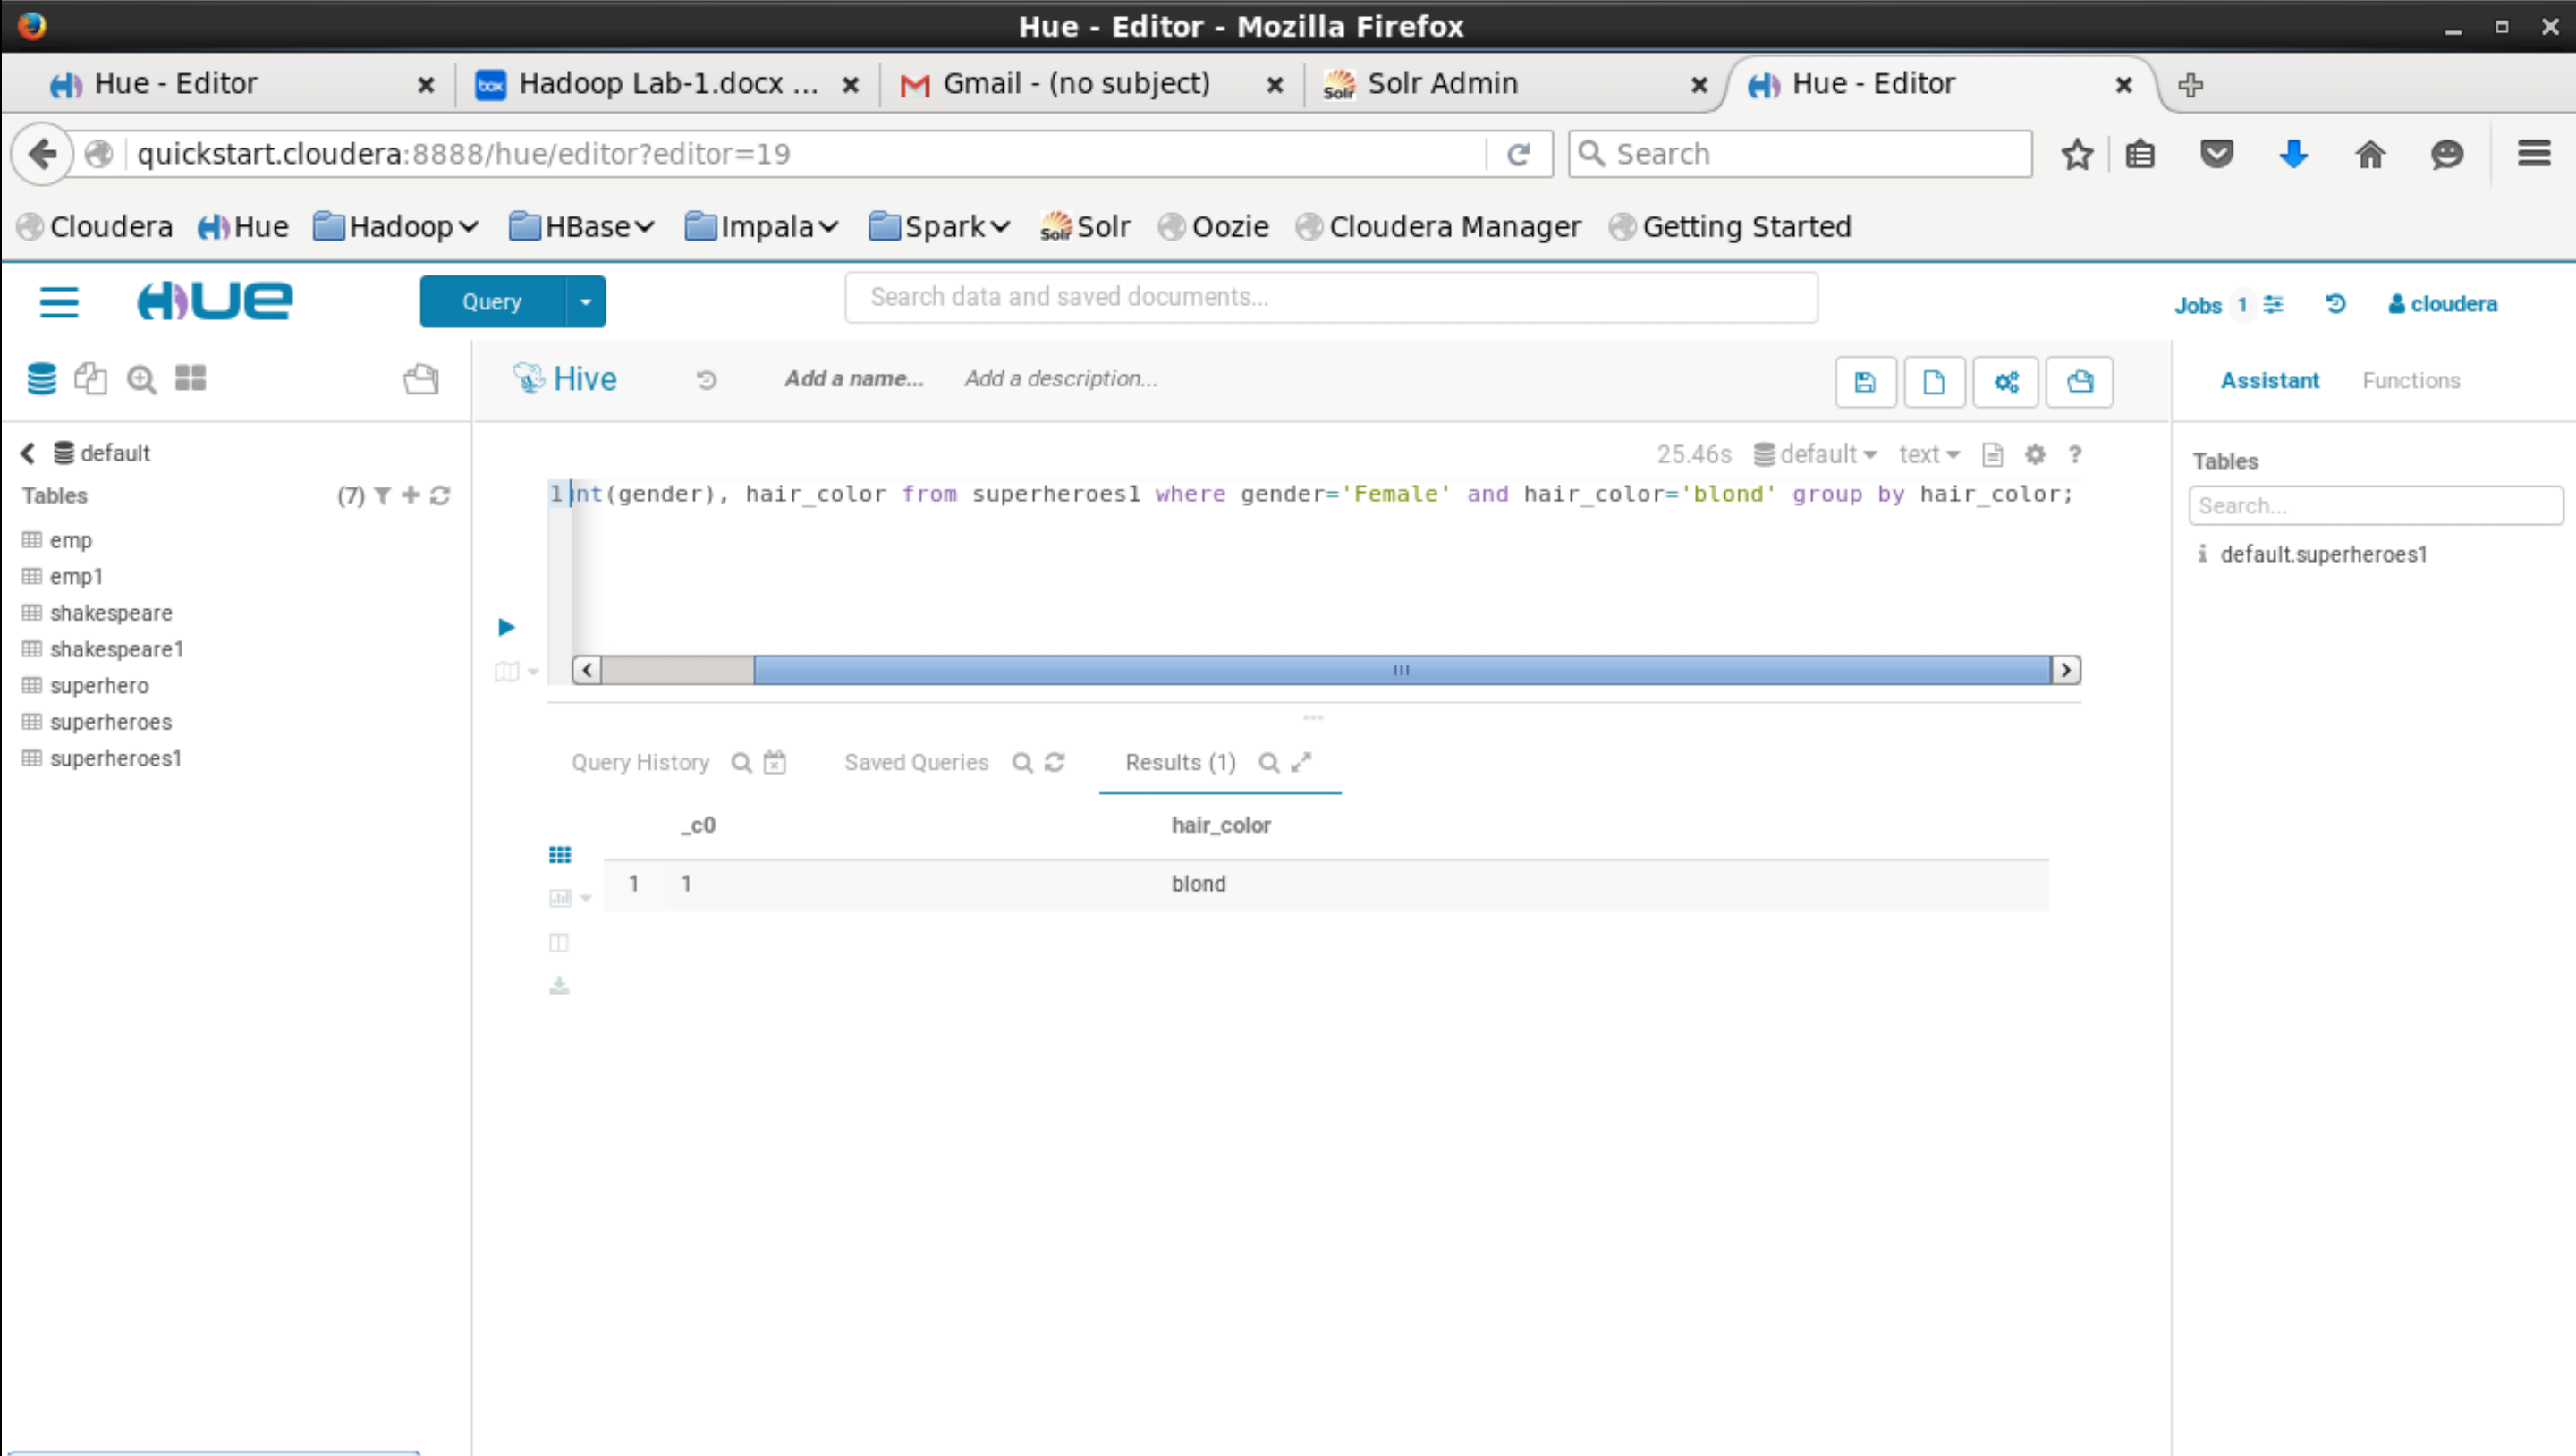 Hue - Editor - Mozilla Firefox
Hue - Editor
Hadoop Lab-1.docx ...
Gmail - (no subject)
Solr Admin
Hue - Editor
quickstart.cloudera:8888/hue/editor?editor=19
Search
Cloudera
Hue
Hadoop
HBase
Impala
Spark
Solr
Oozie
Cloudera Manager
Getting Started
HUE
Query
Search data and saved documents...
Jobs 1
cloudera
Hive
Add a name...
Add a description...
Assistant
Functions
default
Tables (7)
emp
emp1
shakespeare
shakespeare1
superhero
superheroes
superheroes1
25.46s default text ?
1 nt(gender), hair_color from superheroes1 where gender='Female' and hair_color='blond' group by hair_color;
Query History
Saved Queries
Results (1)
_c0 hair_color
1 1 blond
Tables
Search...
default.superheroes1